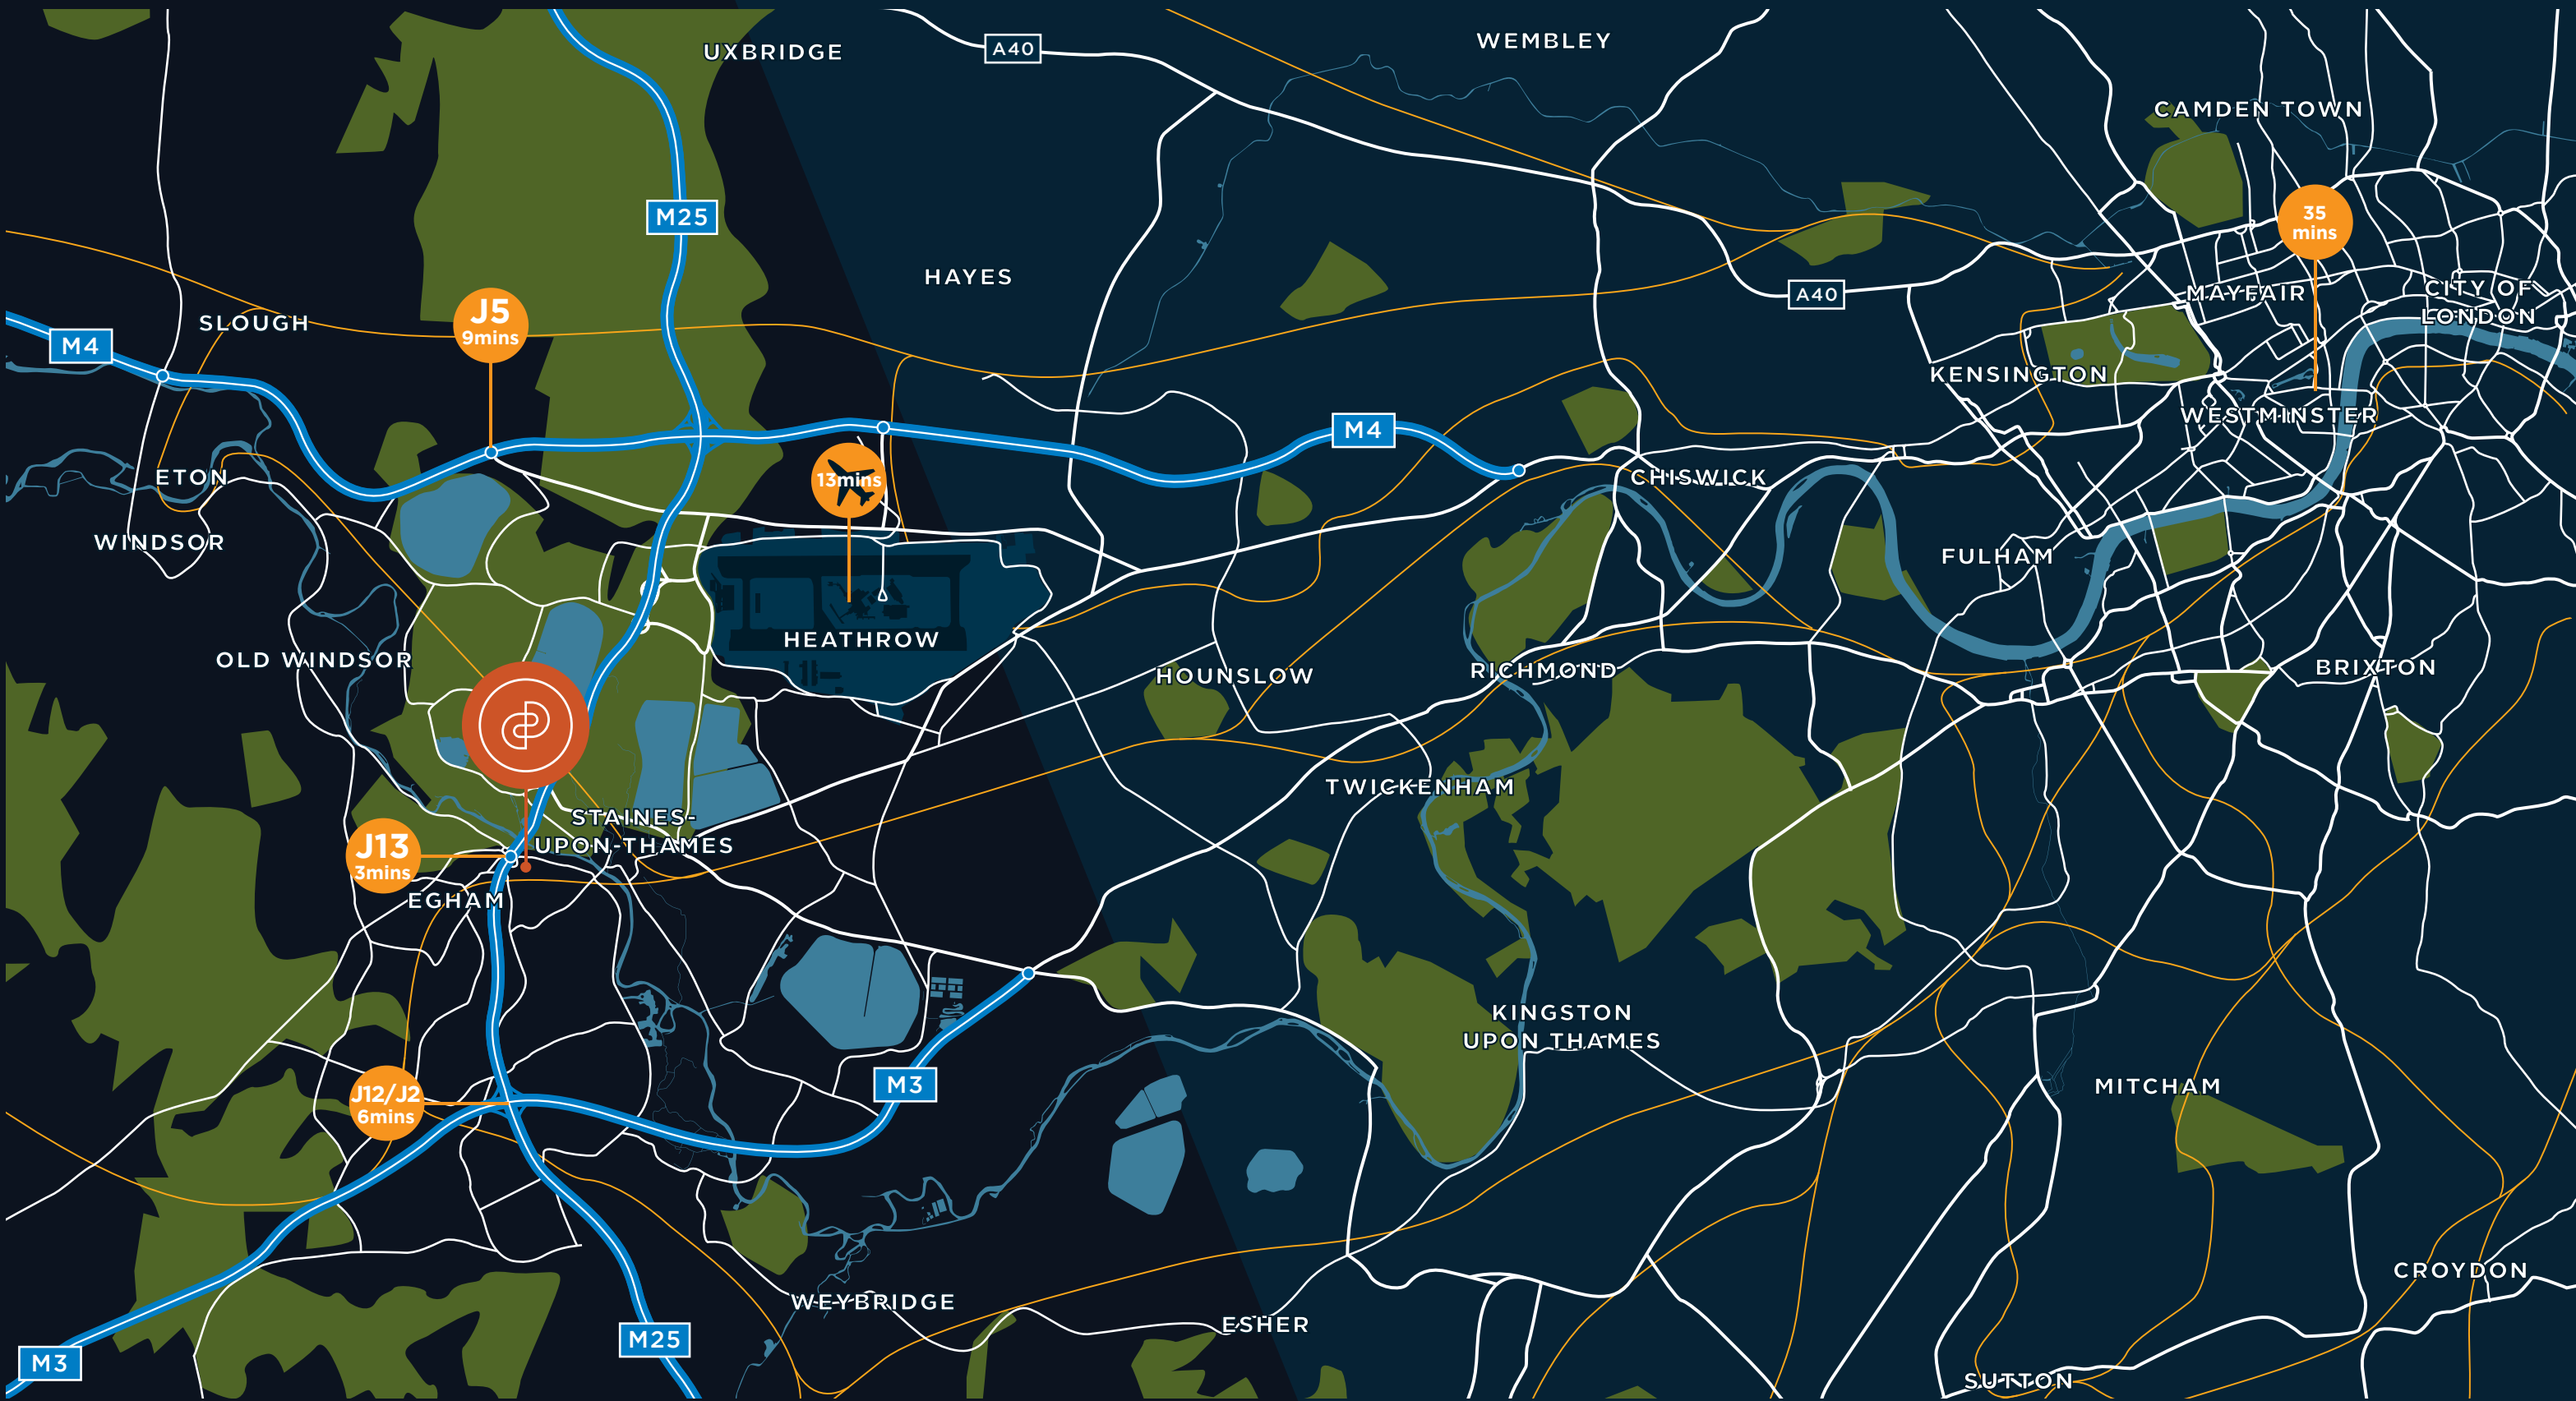 UXBRIDGE
A40
WEMBLEY
CAMDEN TOWN
M25
35
mins
HAYES
A40
MAYFAIR
CITY OF
LONDON
SLOUGH
J5
9mins
M4
KENSINGTON
WESTMINSTER
M4
ETON
13mins
CHISWICK
WINDSOR
FULHAM
HEATHROW
OLD WINDSOR
HOUNSLOW
RICHMOND
BRIXTON
TWICKENHAM
STAINES-
UPON-THAMES
J13
3mins
EGHAM
KINGSTON
UPON THAMES
M3
MITCHAM
J12/J2
6mins
CROYDON
WEYBRIDGE
ESHER
M25
M3
SUTTON